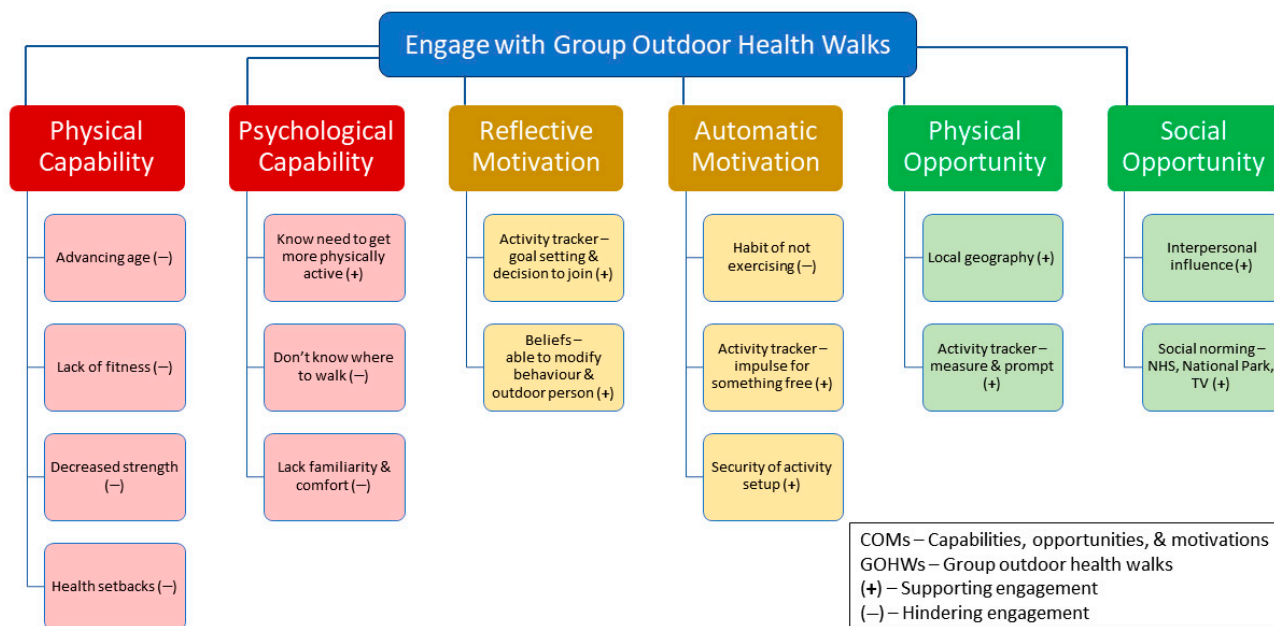 Engage with Group Outdoor Health Walks
Physical
Capability
Advancing age (—)
Lack of fitness (—)
Decreased strength
(—)
Health setbacks (—)
Psychological
Capability
Know need to get
more physically
active (+)
Don't know where
to walk (—)
Lack familiarity &
comfort (—)
Reflective
Motivation
Activity tracker –
goal setting &
decision to join (+)
Beliefs –
able to modify
behaviour &
outdoor person (+)
Automatic
Motivation
Habit of not
exercising (—)
Activity tracker –
impulse for
something free (+)
Security of activity
setup (+)
Physical
Opportunity
Local geography (+)
Activity tracker –
measure & prompt
(+)
Social
Opportunity
Interpersonal
influence (+)
Social norming –
NHS, National Park,
TV (+)
COMs – Capabilities, opportunities, & motivations
GOHWs – Group outdoor health walks
(+) – Supporting engagement
(—) – Hindering engagement